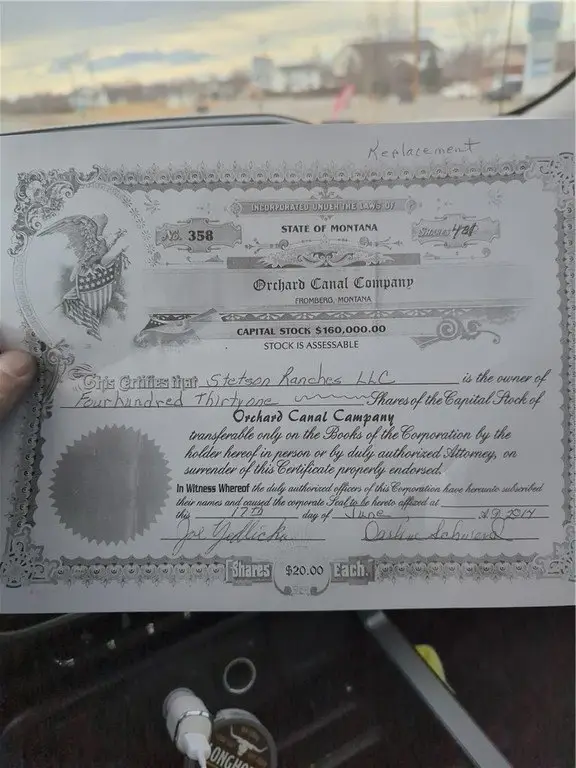 Replacement
INCORPORATED UNDER THE LAWS OF
No. 358
STATE OF MONTANA
Shares 431
Orchard Canal Company
FROMBERG, MONTANA
CAPITAL STOCK $160,000.00
STOCK IS ASSESSABLE
This Certifies that Stetson Ranches LLC is the owner of
Fourhundred Thirtyone Shares of the Capital Stock of
Orchard Canal Company
transferable only on the Books of the Corporation by the
holder hereof in person or by duly authorized Attorney, on
surrender of this Certificate properly endorsed.
In Witness Whereof the duly authorized officers of this Corporation have hereunto subscribed
their names and caused the corporate Seal to be hereto affixed at
this 17th day of June A.D. 2014
Joe
Shares $20.00 Each.
LONGHO